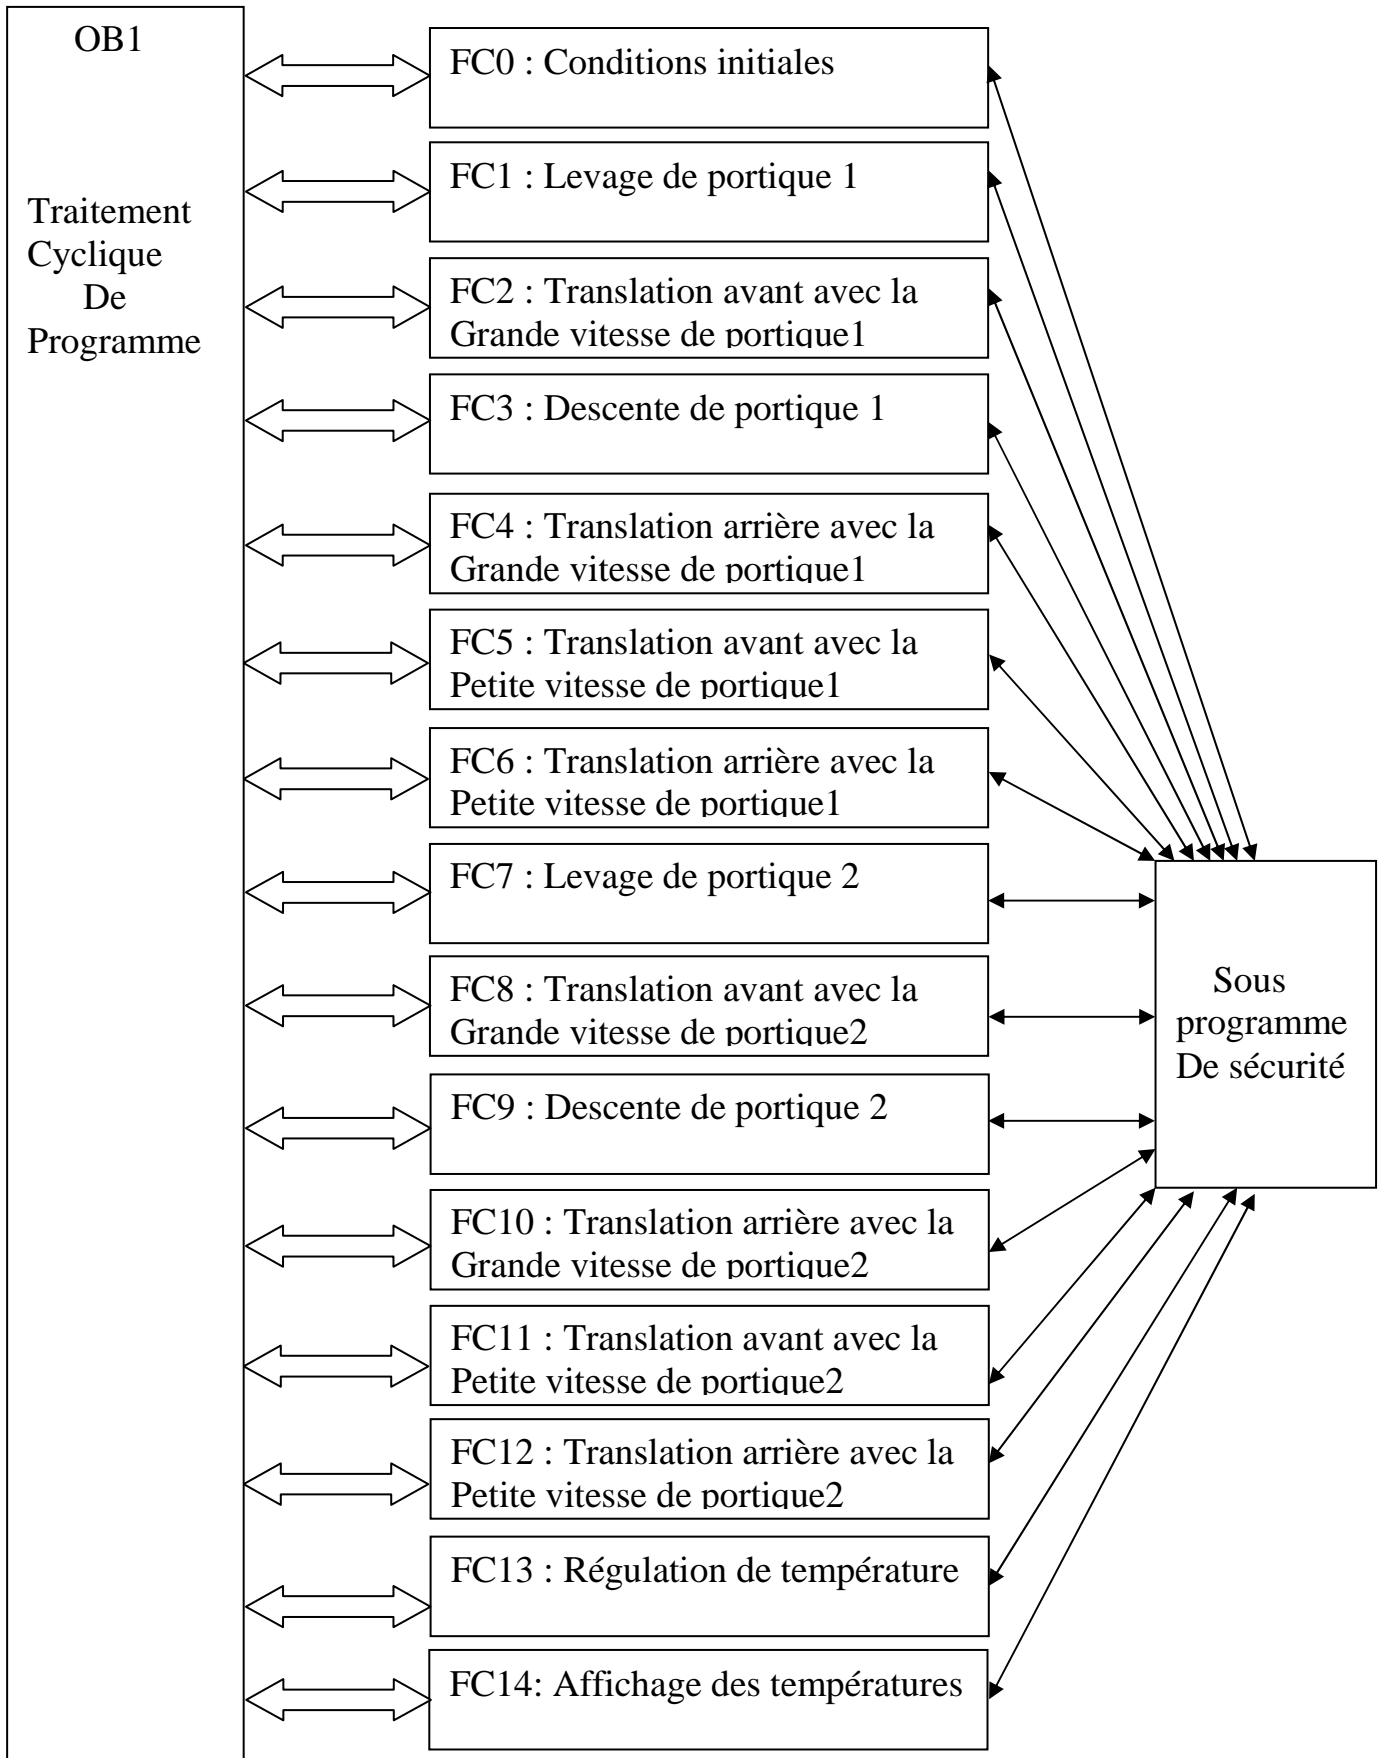 OB1
Traitement
Cyclique
De
Programme
FC0 : Conditions initiales
FC1 : Levage de portique 1
FC2 : Translation avant avec la
Grande vitesse de portique1
FC3 : Descente de portique 1
FC4 : Translation arrière avec la
Grande vitesse de portique1
FC5 : Translation avant avec la
Petite vitesse de portique1
FC6 : Translation arrière avec la
Petite vitesse de portique1
FC7 : Levage de portique 2
FC8 : Translation avant avec la
Grande vitesse de portique2
FC9 : Descente de portique 2
FC10 : Translation arrière avec la
Grande vitesse de portique2
FC11 : Translation avant avec la
Petite vitesse de portique2
FC12 : Translation arrière avec la
Petite vitesse de portique2
FC13 : Régulation de température
FC14: Affichage des températures
Sous
programme
De sécurité